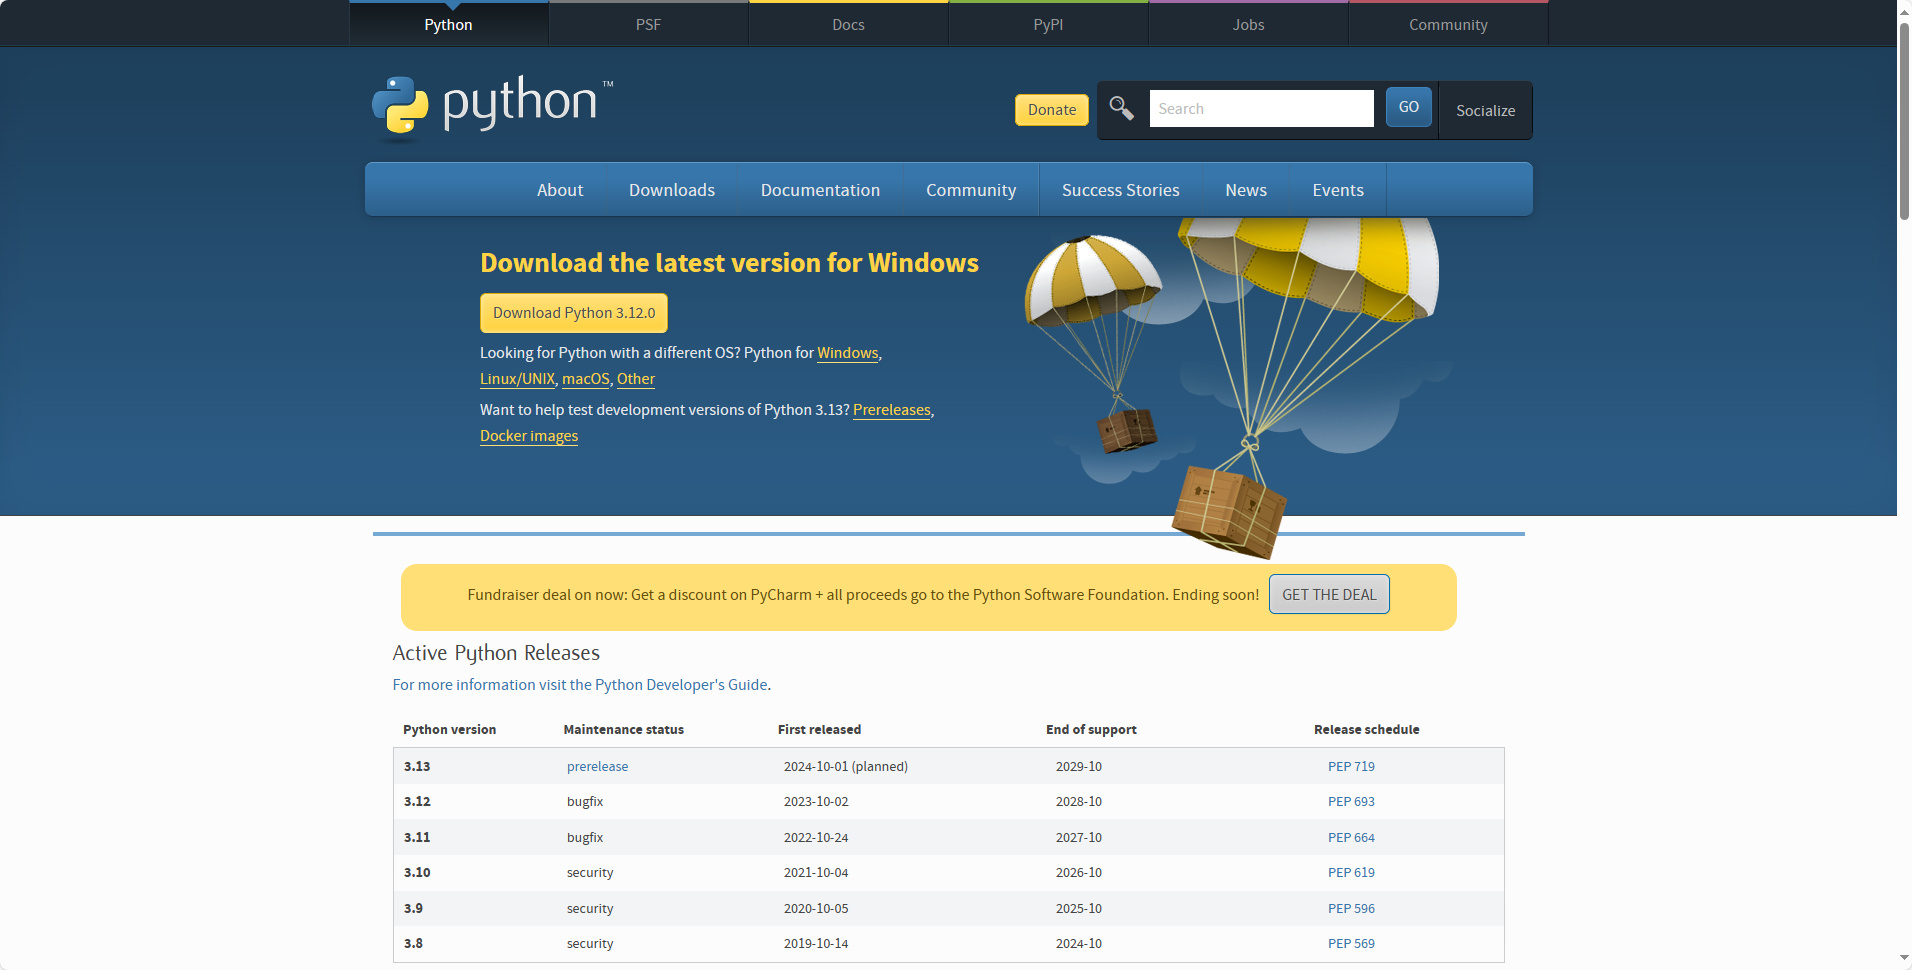 Python
PSF
Docs
PyPI
Jobs
Community
python™
Donate
Search
GO
Socialize
About
Downloads
Documentation
Community
Success Stories
News
Events
Download the latest version for Windows
Download Python 3.12.0
Looking for Python with a different OS? Python for Windows,
Linux/UNIX, macOS, Other
Want to help test development versions of Python 3.13? Prereleases,
Docker images
Fundraiser deal on now: Get a discount on PyCharm + all proceeds go to the Python Software Foundation. Ending soon! GET THE DEAL
Active Python Releases
For more information visit the Python Developer's Guide.
Python version Maintenance status First released End of support Release schedule
3.13 prerelease 2024-10-01 (planned) 2029-10 PEP 719
3.12 bugfix 2023-10-02 2028-10 PEP 693
3.11 bugfix 2022-10-24 2027-10 PEP 664
3.10 security 2021-10-04 2026-10 PEP 619
3.9 security 2020-10-05 2025-10 PEP 596
3.8 security 2019-10-14 2024-10 PEP 569